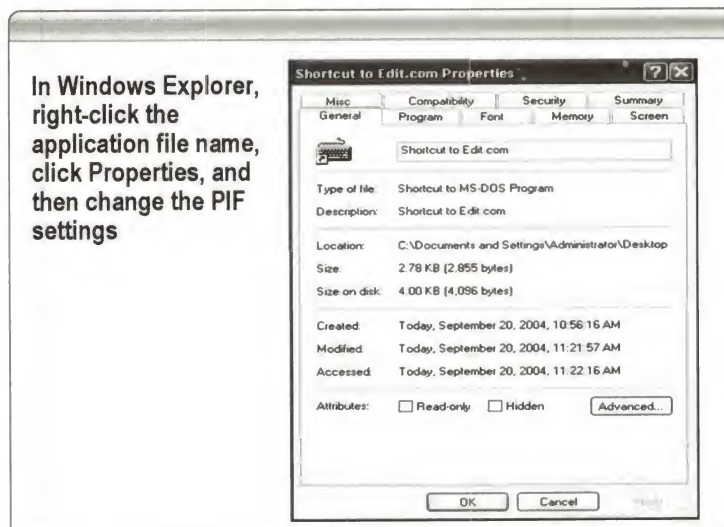 In Windows Explorer,
right-click the
application file name,
click Properties, and
then change the PIF
settings
Shortcut to Edit.com Properties
Misc Compatibility Security Summary
General Program Font Memory Screen
Shortcut to Edit.com
Type of file: Shortcut to MS-DOS Program
Description: Shortcut to Edit.com
Location: C:\Documents and Settings\Administrator\Desktop
Size: 2.78 KB (2,855 bytes)
Size on disk: 4.00 KB (4,096 bytes)
Created: Today, September 20, 2004, 10:56:16 AM
Modified: Today, September 20, 2004, 11:21:57 AM
Accessed: Today, September 20, 2004, 11:22:16 AM
Attributes: Read-only Hidden Advanced...
OK Cancel